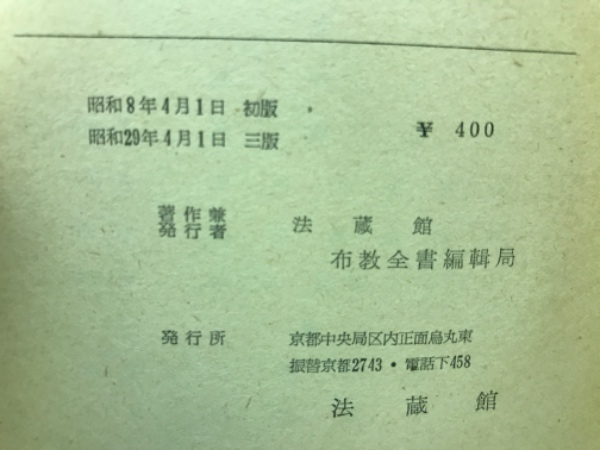 昭和8年4月1日 初版
昭和29年4月1日 三版
¥ 400
著作兼
発行者
法蔵館
布教全書編輯局
発行所
京都中央局区内正面烏丸東
振替京都2743・電話下458
法蔵館